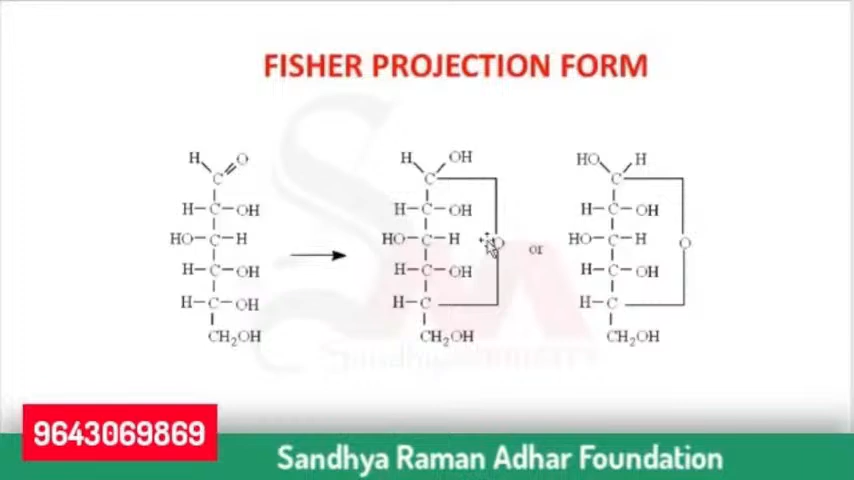 FISHER PROJECTION FORM
H O H OH HO H
C C C
H-C-OH H-C-OH H-C-OH
HO-C-H HO-C-H O or HO-C-H O
H-C-OH H-C-OH H-C-OH
H-C-OH H-C H-C
CH₂OH CH₂OH CH₂OH
9643069869
Sandhya Raman Adhar Foundation